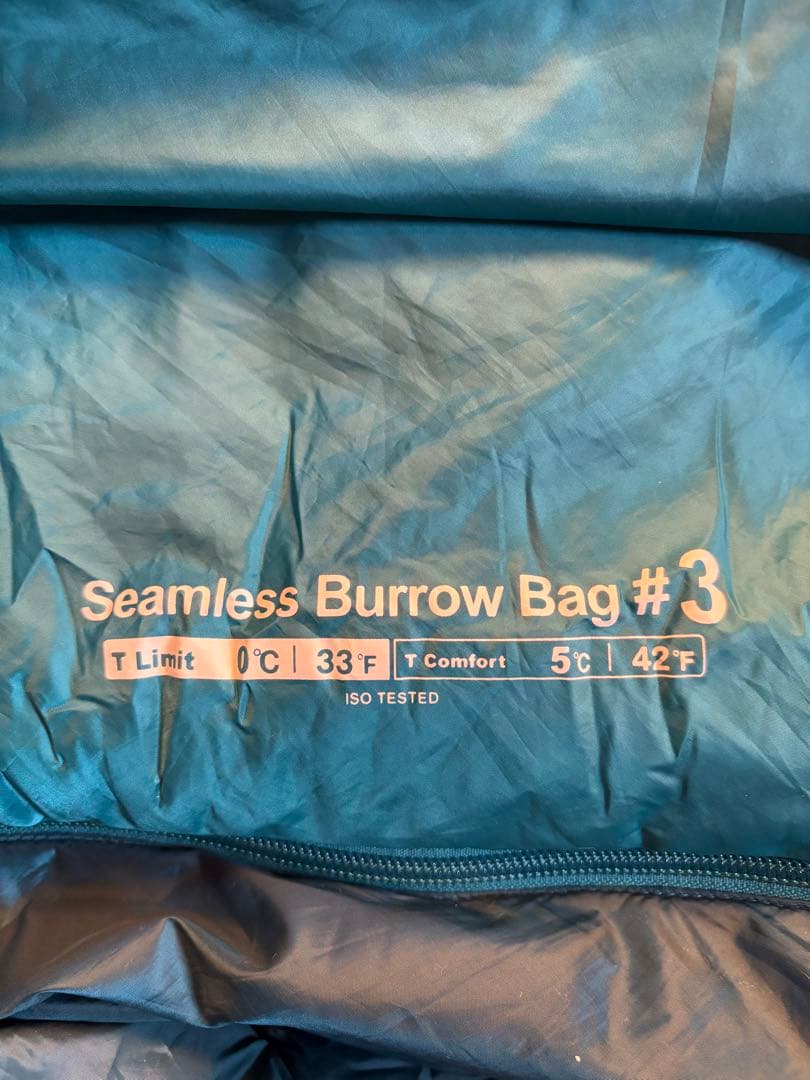 Seamless Burrow Bag #3
T Limit 0°C | 33°F T Comfort 5°C | 42°F
ISO TESTED